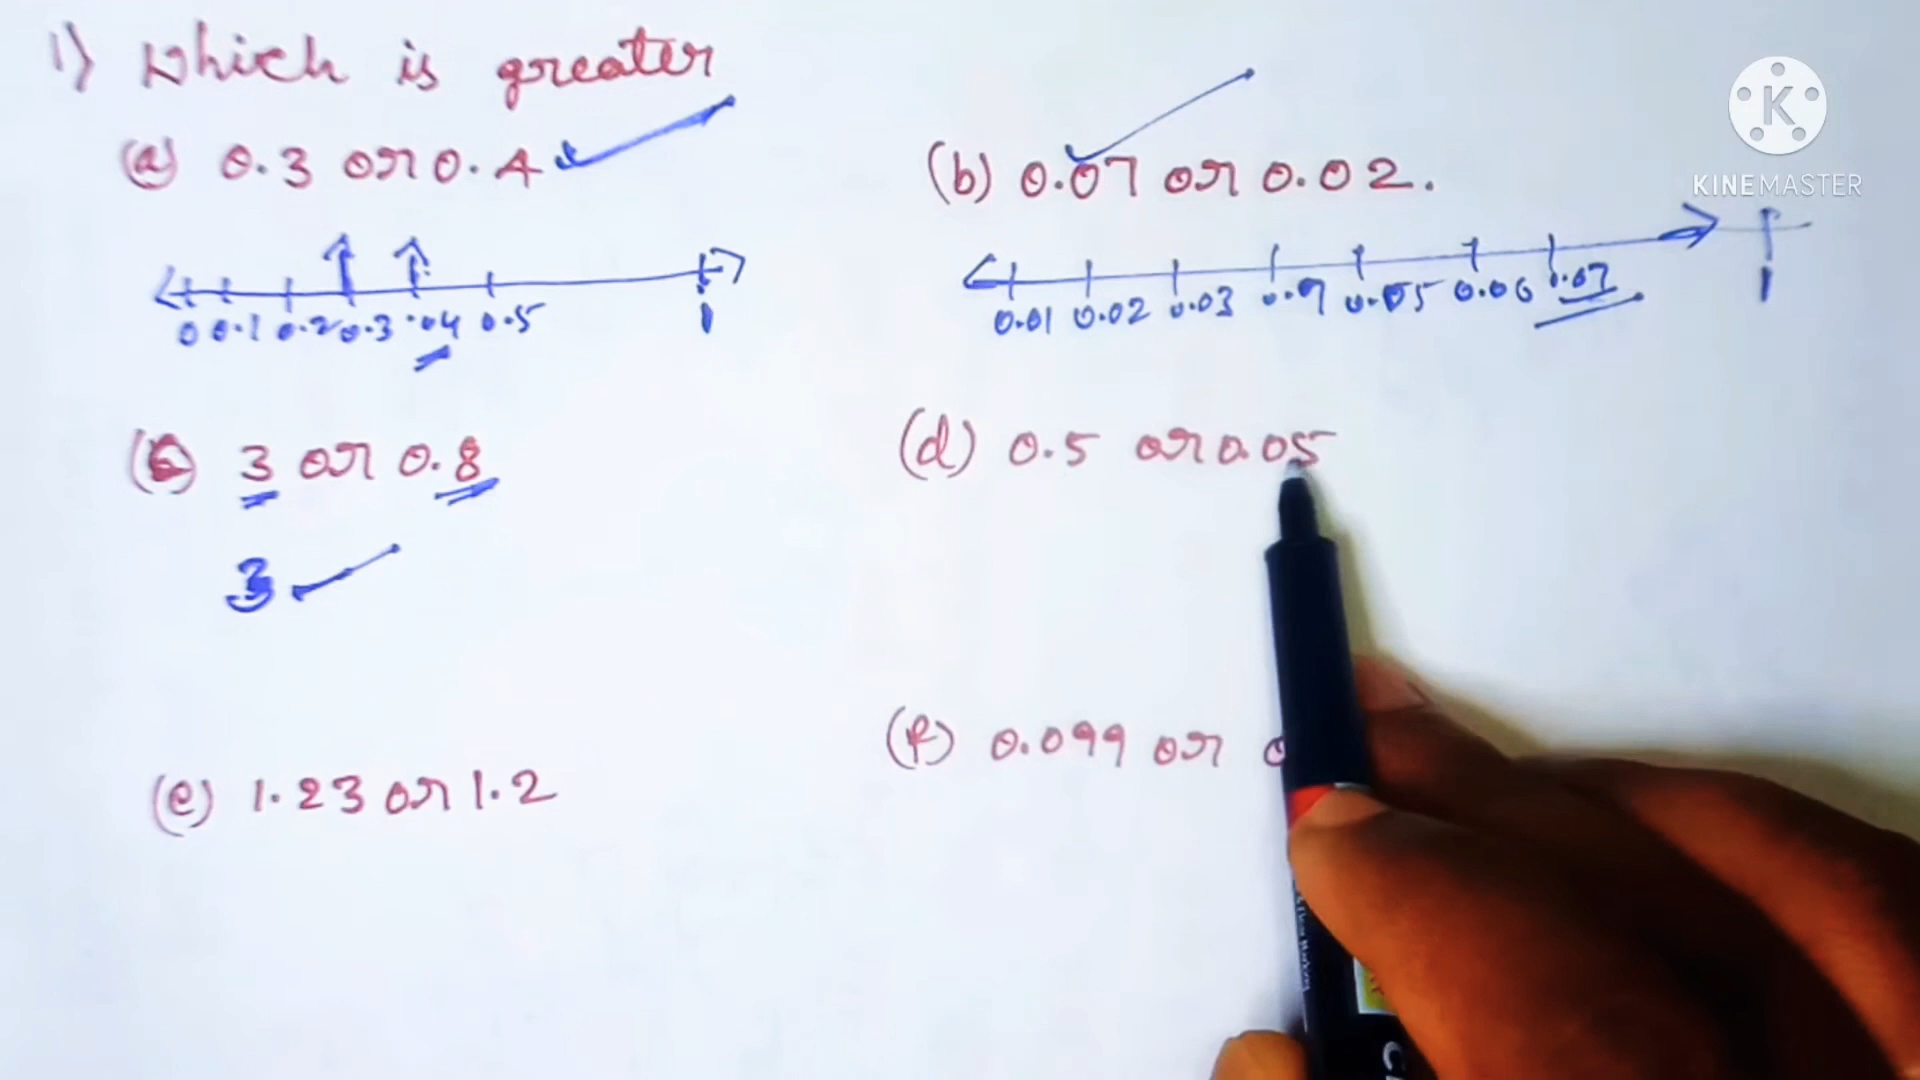 1) Which is greater
(a) 0.3 or 0.4
(b) 0.07 or 0.02.
0 0.1 0.2 0.3 .04 0.5 1
0.01 0.02 0.03 0.05 0.06 0.07 1
(c) 3 or 0.8
(d) 0.5 or 0.05
3
(e) 1.23 or 1.2
(f) 0.099 or
K
KINEMASTER